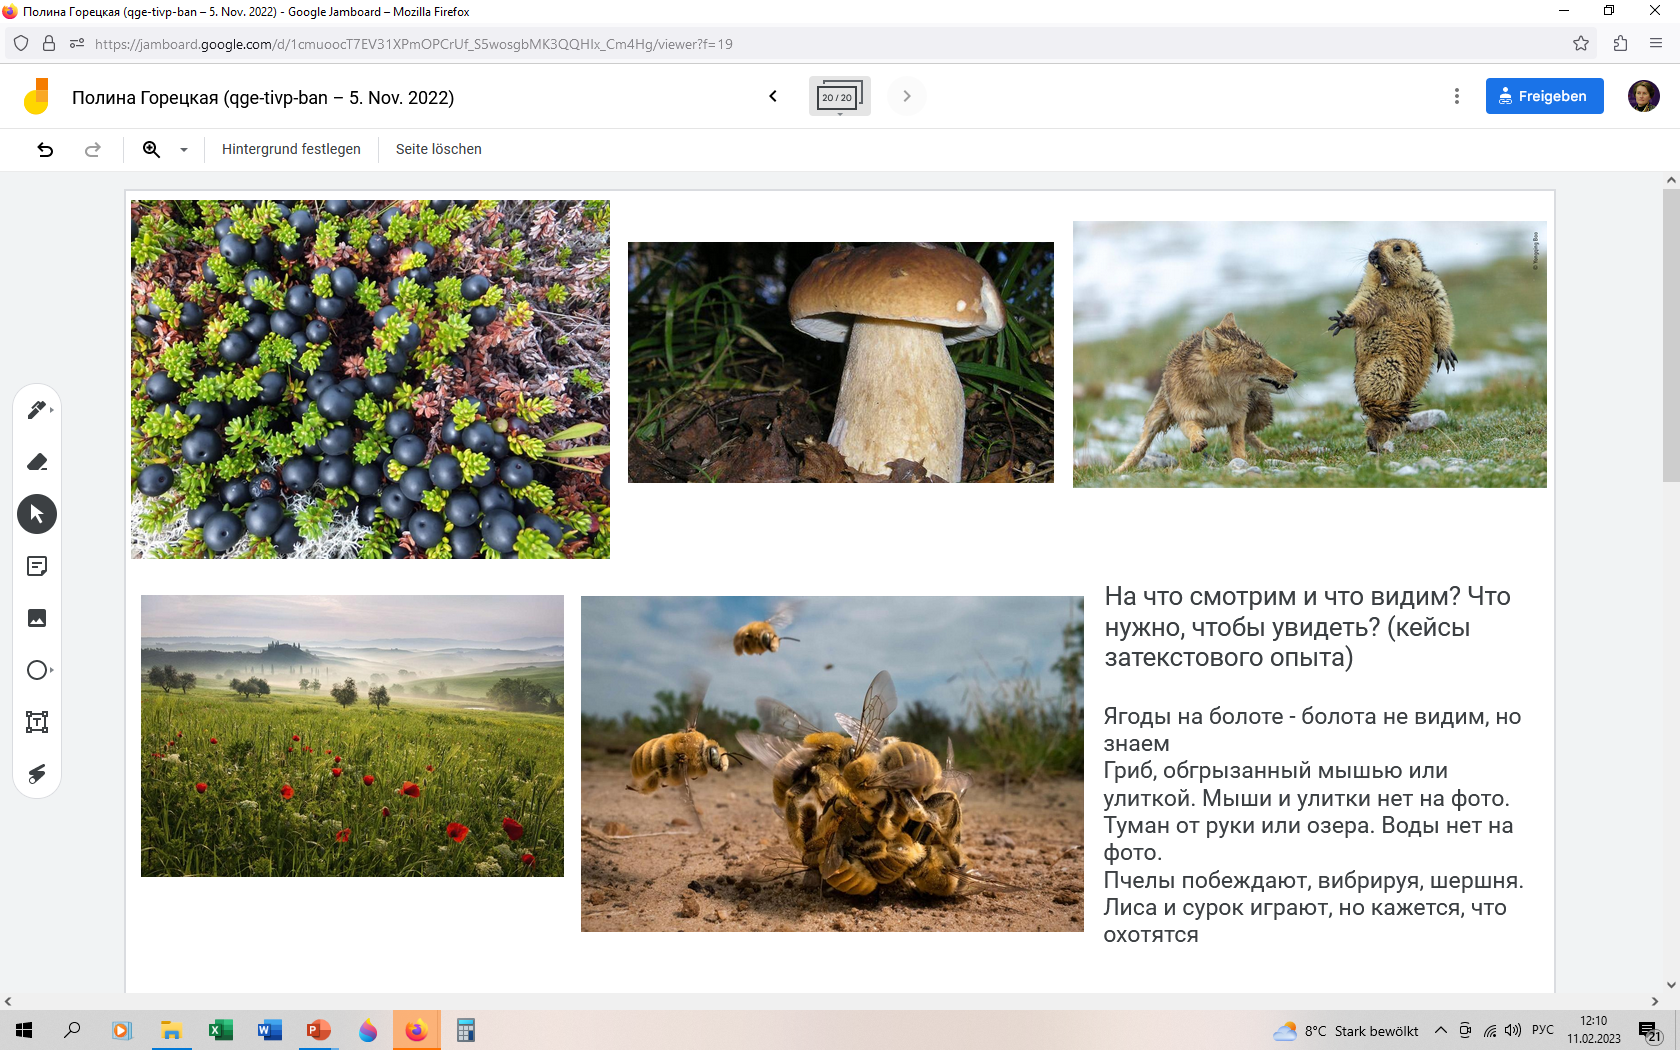 Полина Горецкая (qge-tivp-ban – 5. Nov. 2022) - Google Jamboard – Mozilla Firefox
https://jamboard.google.com/d/1cmuoocT7EV31XPmOPCrUf_S5wosgbMK3QQHIx_Cm4Hg/viewer?f=19
Полина Горецкая (qge-tivp-ban – 5. Nov. 2022)
20 / 20
Freigeben
Hintergrund festlegen
Seite löschen
© Yongqing Bao
На что смотрим и что видим? Что
нужно, чтобы увидеть? (кейсы
затекстового опыта)
Ягоды на болоте - болота не видим, но
знаем
Гриб, обгрызанный мышью или
улиткой. Мыши и улитки нет на фото.
Туман от руки или озера. Воды нет на
фото.
Пчелы побеждают, вибрируя, шершня.
Лиса и сурок играют, но кажется, что
охотятся
8°C Stark bewölkt
РУС
12:10
11.02.2023
21